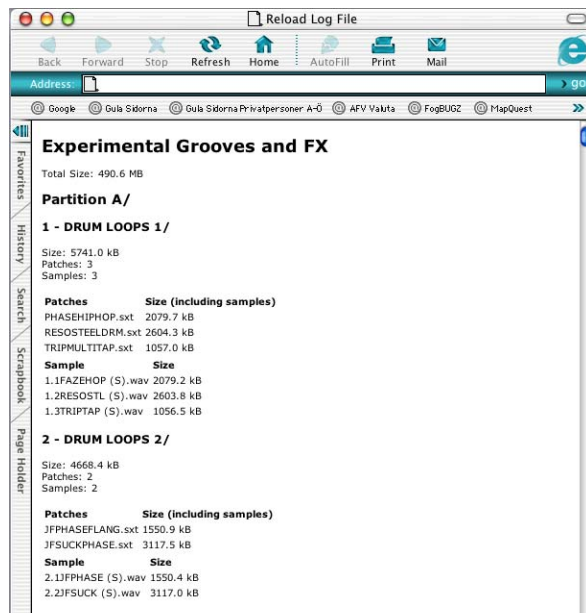 Reload Log File
Back Forward Stop Refresh Home AutoFill Print Mail
Address: go
Google Gula Sidorna Gula Sidorna Privatpersoner A-Ö AFV Valuta FogBUGZ MapQuest
Favorites
History
Search
Scrapbook
Page Holder
Experimental Grooves and FX
Total Size: 490.6 MB
Partition A/
1 - DRUM LOOPS 1/
Size: 5741.0 kB
Patches: 3
Samples: 3
Patches Size (including samples)
PHASEHIPHOP.sxt 2079.7 kB
RESOSTEELDRM.sxt 2604.3 kB
TRIPMULTITAP.sxt 1057.0 kB
Sample Size
1.1FAZEHOP (S).wav 2079.2 kB
1.2RESOSTL (S).wav 2603.8 kB
1.3TRIPTAP (S).wav 1056.5 kB
2 - DRUM LOOPS 2/
Size: 4668.4 kB
Patches: 2
Samples: 2
Patches Size (including samples)
JFPHASEFLANG.sxt 1550.9 kB
JFSUCKPHASE.sxt 3117.5 kB
Sample Size
2.1JFPHASE (S).wav 1550.4 kB
2.2JFSUCK (S).wav 3117.0 kB